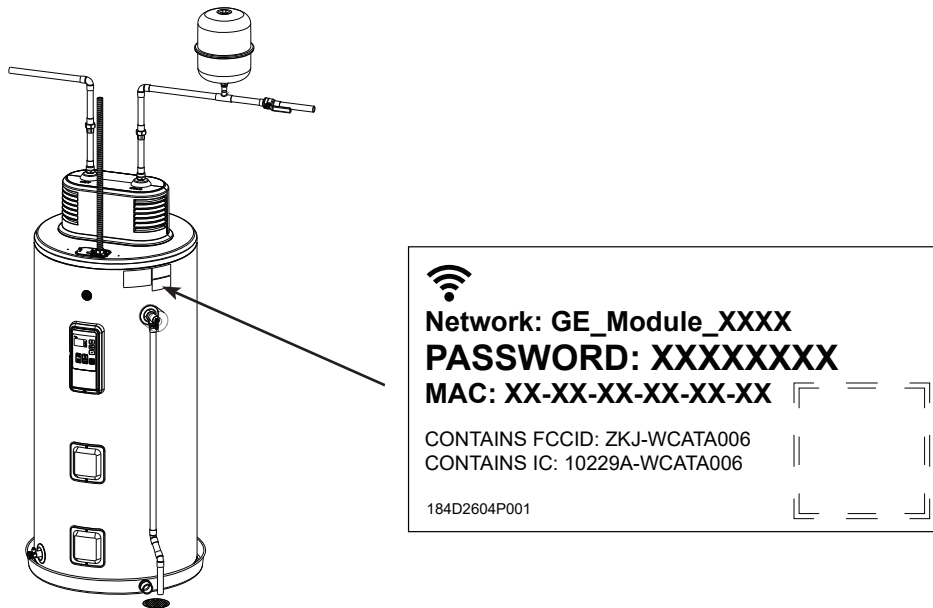 Network: GE_Module_XXXX
PASSWORD: XXXXXXXX
MAC: XX-XX-XX-XX-XX-XX
CONTAINS FCCID: ZKJ-WCATA006
CONTAINS IC: 10229A-WCATA006
184D2604P001